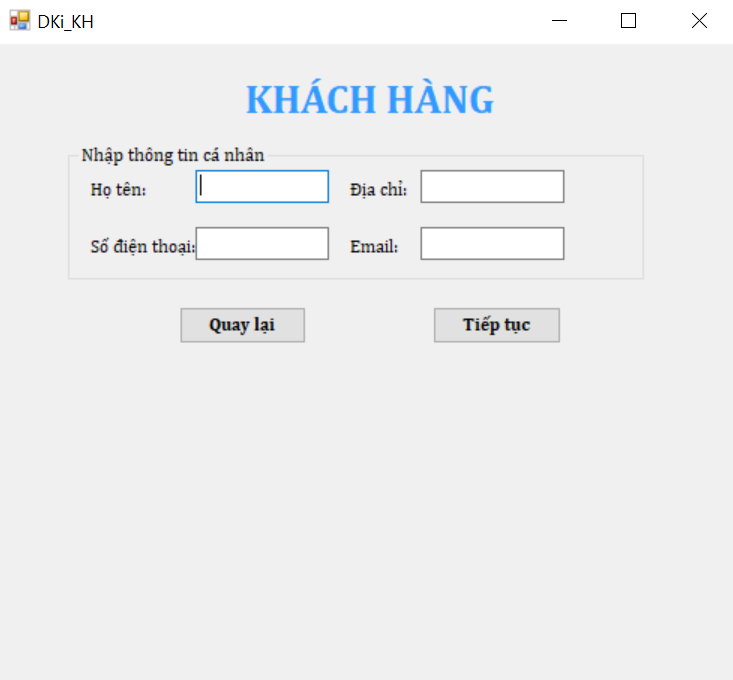 DKi_KH
KHÁCH HÀNG
Nhập thông tin cá nhân
Họ tên: Địa chỉ:
Số điện thoại: Email:
Quay lại Tiếp tục